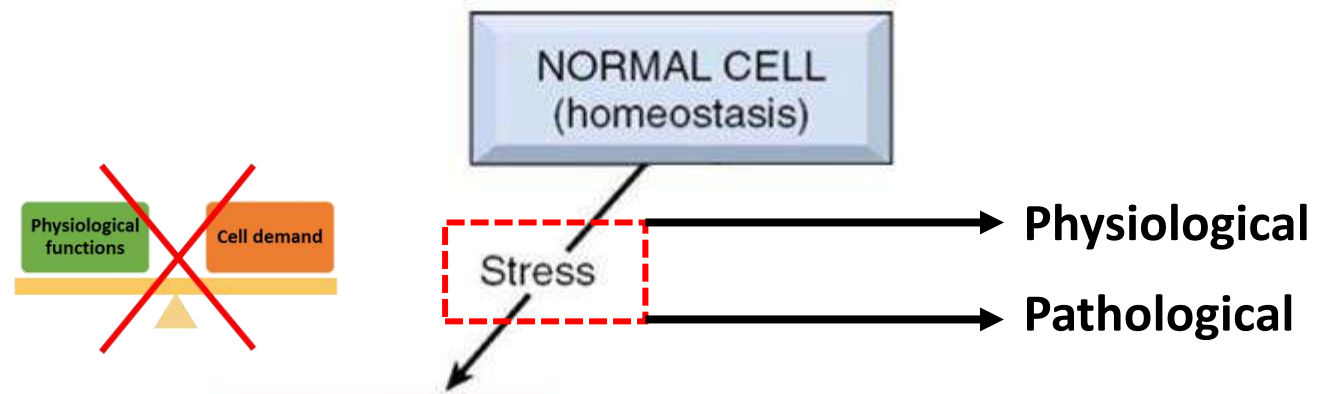 NORMAL CELL
(homeostasis)
Physiological
functions
Cell demand
Stress
Physiological
Pathological